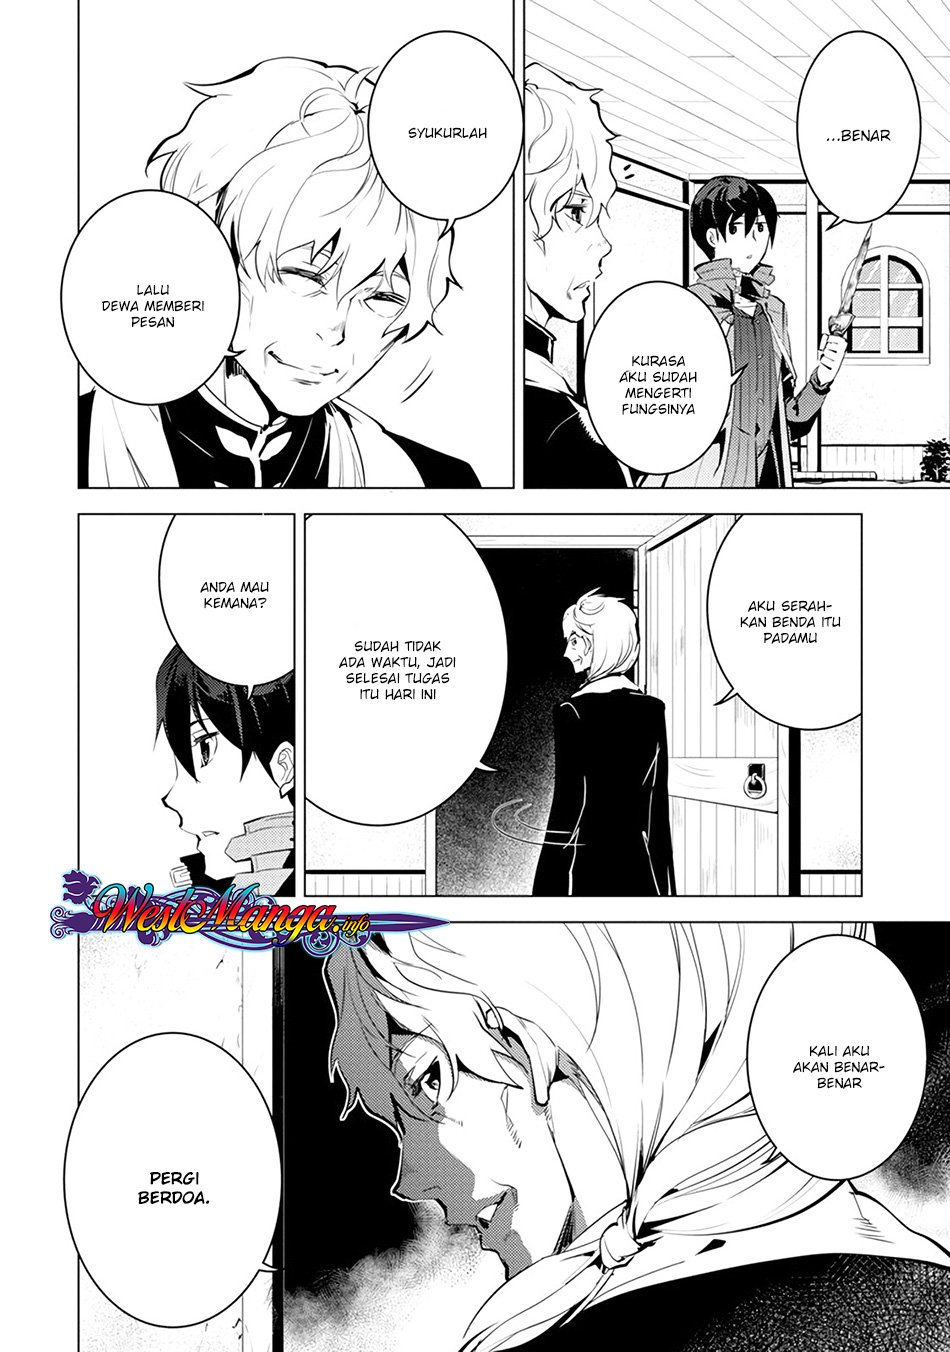 ...BENAR
KURASA
AKU SUDAH
MENGERTI
FUNGSINYA
SYUKURLAH
LALU
DEWA MEMBERI
PESAN
AKU SERAH-
KAN BENDA ITU
PADAMU
SUDAH TIDAK
ADA WAKTU, JADI
SELESAI TUGAS
ITU HARI INI
ANDA MAU
KEMANA?
WestManga.info
KALI AKU
AKAN BENAR-
BENAR
PERGI
BERDOA.